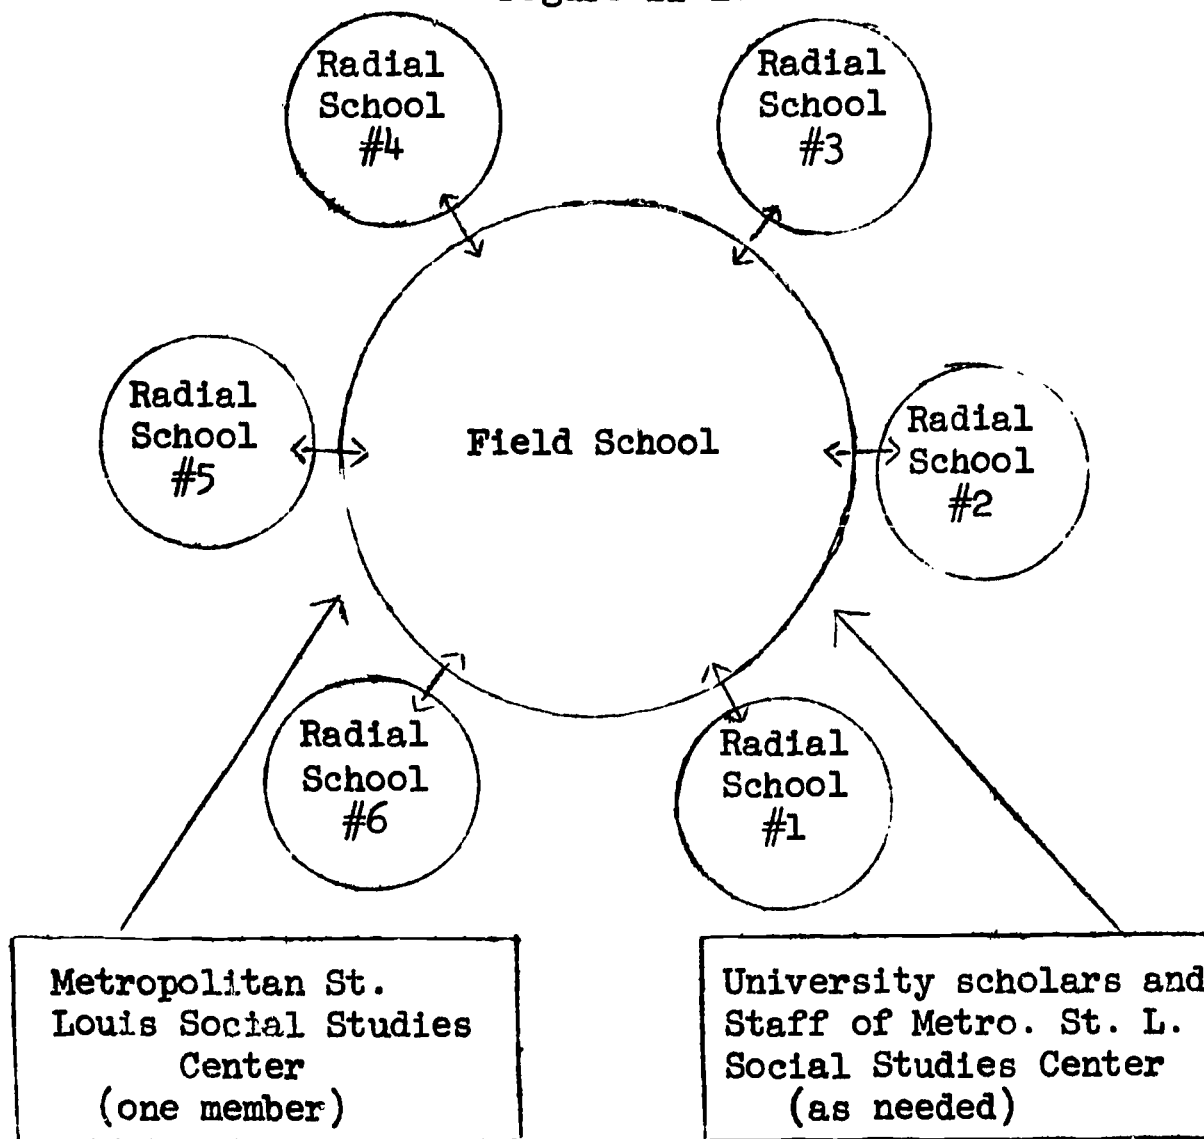 Radial
School
#4
Radial
School
#3
Radial
School
#5
Field School
Radial
School
#2
Radial
School
#6
Radial
School
#1
Metropolitan St.
Louis Social Studies
Center
(one member)
University scholars and
Staff of Metro. St. L.
Social Studies Center
(as needed)